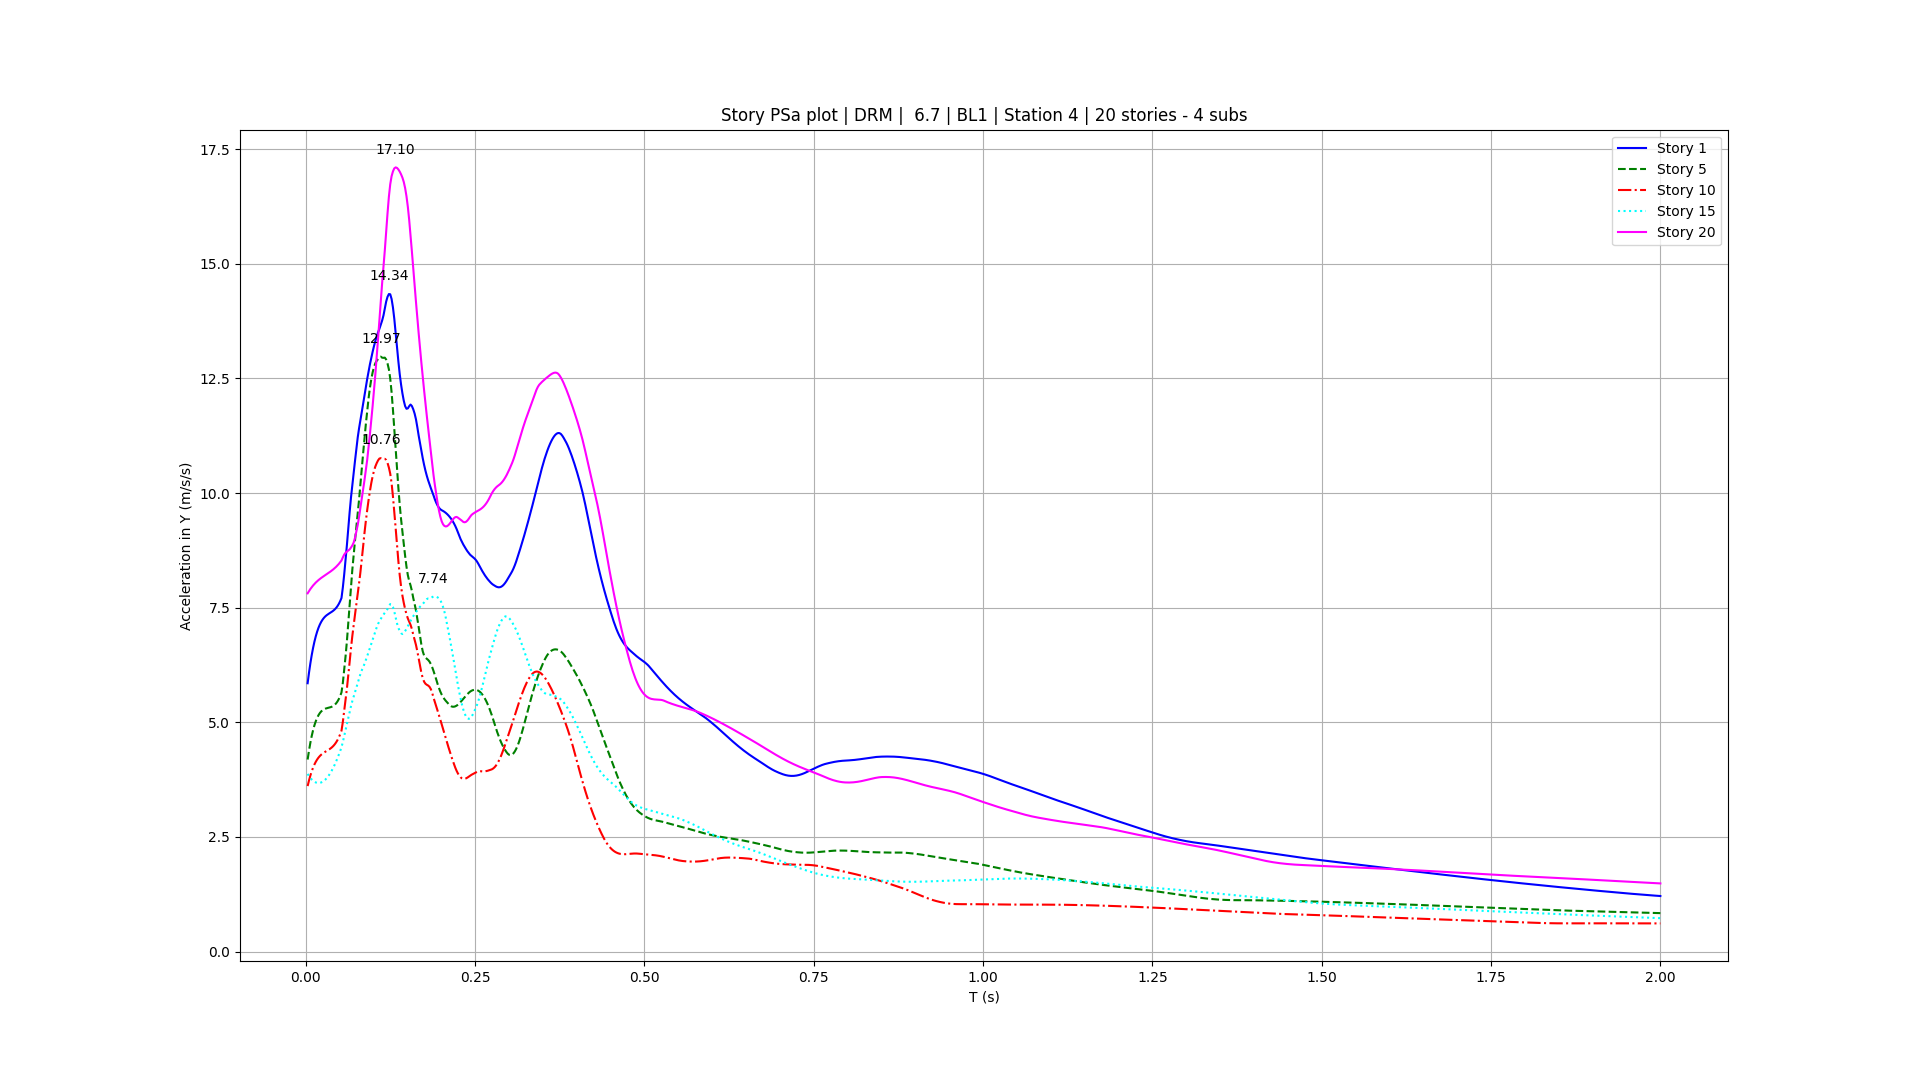 Story PSa plot | DRM |  6.7 | BL1 | Station 4 | 20 stories - 4 subs
17.5
15.0
12.5
10.0
7.5
5.0
2.5
0.0
Acceleration in Y (m/s/s)
17.10
14.34
12.97
10.76
7.74
Story 1
Story 5
Story 10
Story 15
Story 20
0.00 0.25 0.50 0.75 1.00 1.25 1.50 1.75 2.00
T (s)